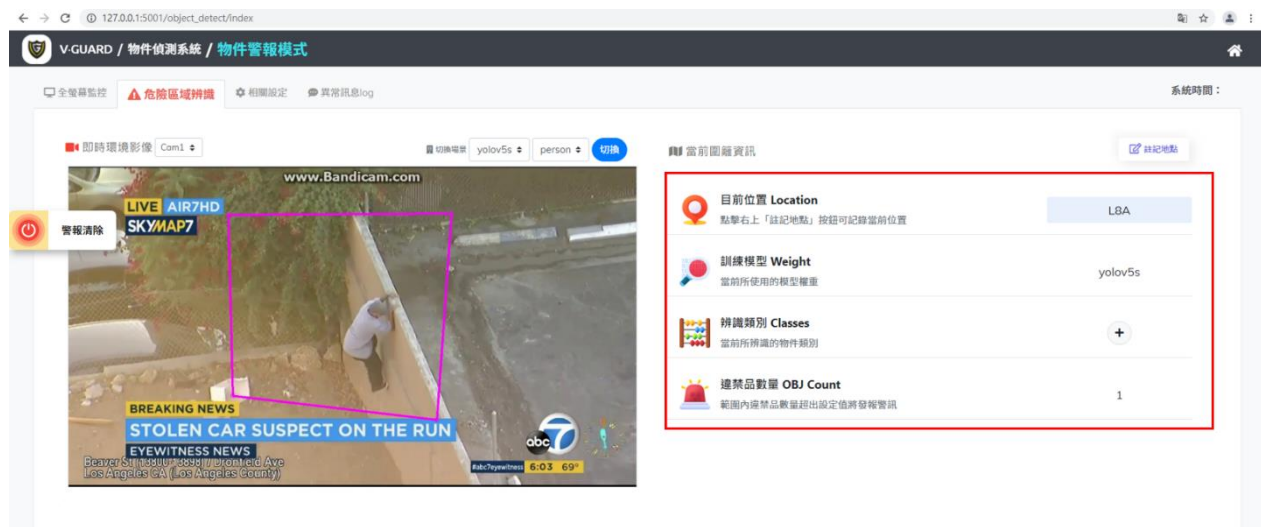 127.0.0.1:5001/object_detect/index
V-GUARD / 物件偵測系統 / 物件警報模式
全螢幕監控 危險區域辨識 相關設定 異常訊息log 系統時間：
即時環境影像 Cam1 切換場景 yolov5s person 切換
當前圍籬資訊 註記地點
www.Bandicam.com
LIVE AIR7HD
SKYMAP7
警報清除
BREAKING NEWS
STOLEN CAR SUSPECT ON THE RUN
EYEWITNESS NEWS
Beaver St (13800 - 3898) / Dronfield Ave
Los Angeles CA (Los Angeles County)
abc7
#abc7eyewitness 6:03 69°
目前位置 Location L8A
點擊右上「註記地點」按鈕可記錄當前位置
訓練模型 Weight yolov5s
當前所使用的模型權重
辨識類別 Classes +
當前所辨識的物件類別
違禁品數量 OBJ Count 1
範圍內違禁品數量超出設定值將發報警訊